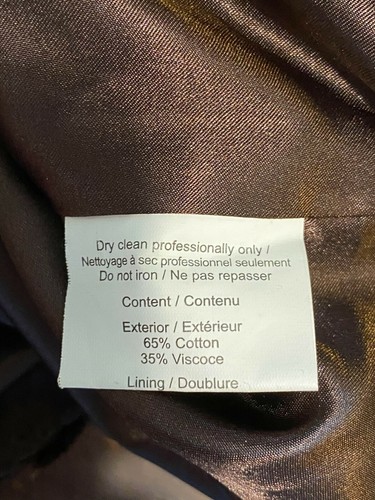 Dry clean professionally only /
Nettoyage à sec professionnel seulement
Do not iron / Ne pas repasser
Content / Contenu
Exterior / Extérieur
65% Cotton
35% Viscoce
Lining / Doublure